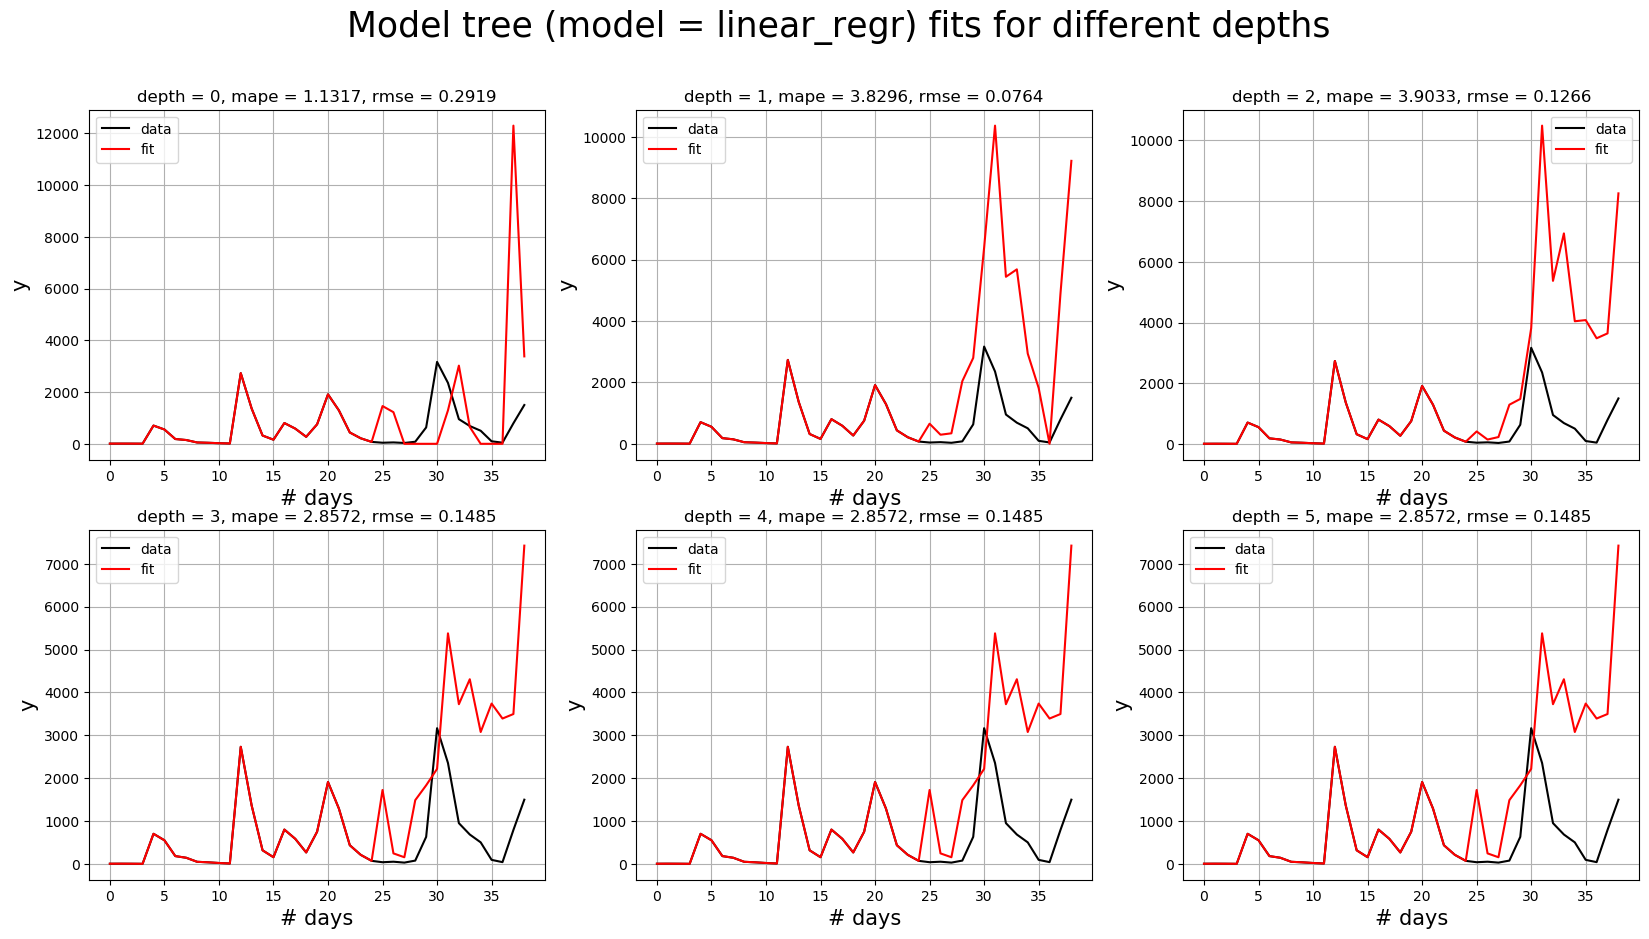 Model tree (model = linear_regr) fits for different depths
depth = 0, mape = 1.1317, rmse = 0.2919
data
fit
12000
10000
8000
6000
4000
2000
0
y
0 5 10 15 20 25 30 35
# days
depth = 1, mape = 3.8296, rmse = 0.0764
data
fit
10000
8000
6000
4000
2000
0
y
0 5 10 15 20 25 30 35
# days
depth = 2, mape = 3.9033, rmse = 0.1266
data
fit
10000
8000
6000
4000
2000
0
y
0 5 10 15 20 25 30 35
# days
depth = 3, mape = 2.8572, rmse = 0.1485
data
fit
7000
6000
5000
4000
3000
2000
1000
0
y
0 5 10 15 20 25 30 35
# days
depth = 4, mape = 2.8572, rmse = 0.1485
data
fit
7000
6000
5000
4000
3000
2000
1000
0
y
0 5 10 15 20 25 30 35
# days
depth = 5, mape = 2.8572, rmse = 0.1485
data
fit
7000
6000
5000
4000
3000
2000
1000
0
y
0 5 10 15 20 25 30 35
# days